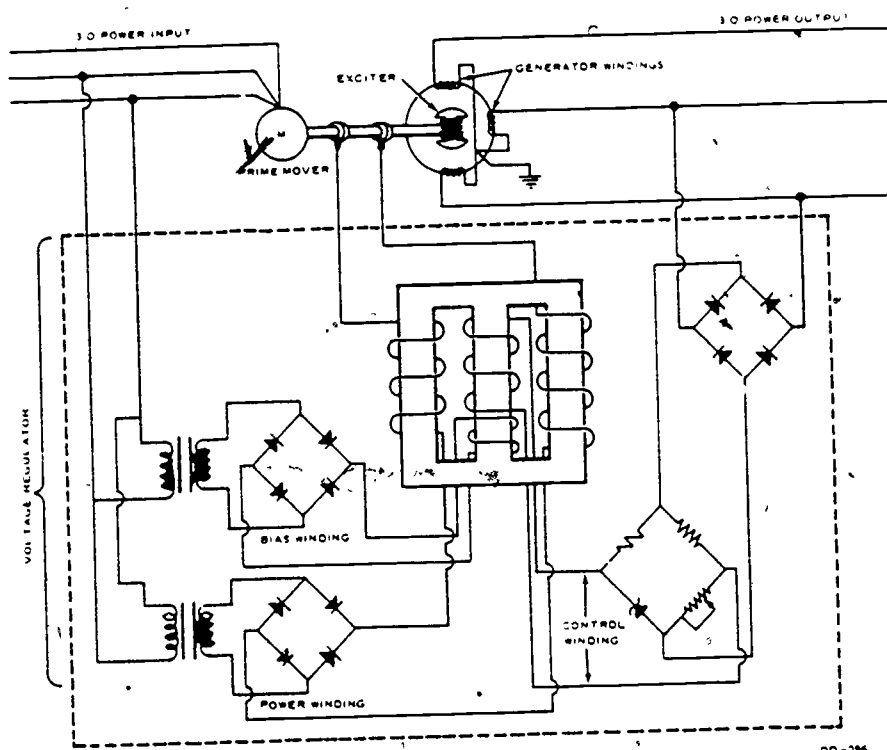 3 O POWER INPUT
3 O POWER OUTPUT
GENERATOR WINDINGS
EXCITER
M
PRIME MOVER
VOLTAGE REGULATOR
BIAS WINDING
CONTROL
WINDING
POWER WINDING